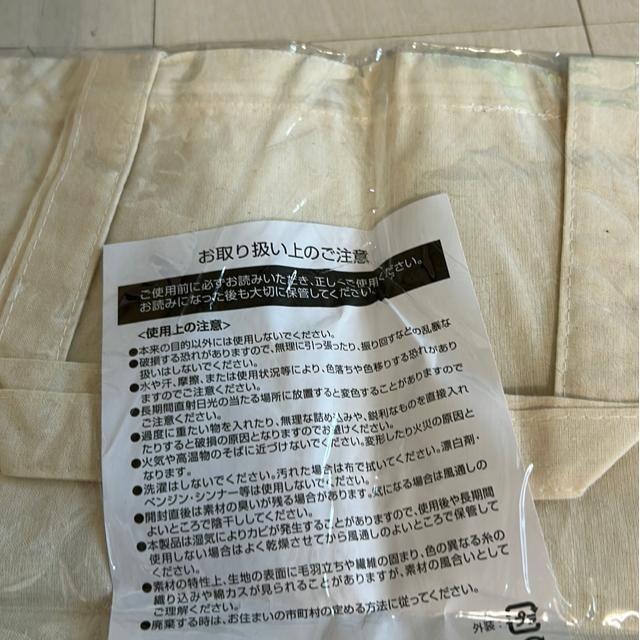 お取り扱い上のご注意
ご使用前に必ずお読みいただき、正しくご使用ください。
お読みになった後も大切に保管してください。
<使用上の注意>
●本来の目的以外には使用しないでください。
●破損する恐れがありますので、無理に引っ張ったり、振り回すなどの乱暴な
扱いはしないでください。
●水や汗、摩擦、または使用状況等により、色落ちや色移りする恐れがあり
ますのでご注意ください。
●長期間直射日光の当たる場所に放置すると変色することがありますので
ご注意ください。
●過度に重たい物を入れたり、無理な詰め込みや、鋭利なものを直接入れ
たりすると破損の原因となりますのでお避けください。
●火気や高温物のそばに近づけないでください。変形したり火災の原因と
なります。
●洗濯はしないでください。汚れた場合は布で拭いてください。漂白剤・
ベンジン・シンナー等は使用しないでください。
●開封直後は素材の臭いが残る場合があります。気になる場合は風通しの
よいところで陰干ししてください。
●本製品は湿気によりカビが発生することがありますので、使用後や長期間
使用しない場合はよく乾燥させてから風通しのよいところで保管して
●素材の特性上、生地の表面に毛羽立ちや繊維の固まり、色の異なる糸の
織り込みや綿カスが見られることがありますが、素材の風合いとして
ご理解ください。
●廃棄する時は、お住まいの市町村の定める方法に従ってください。
外装: